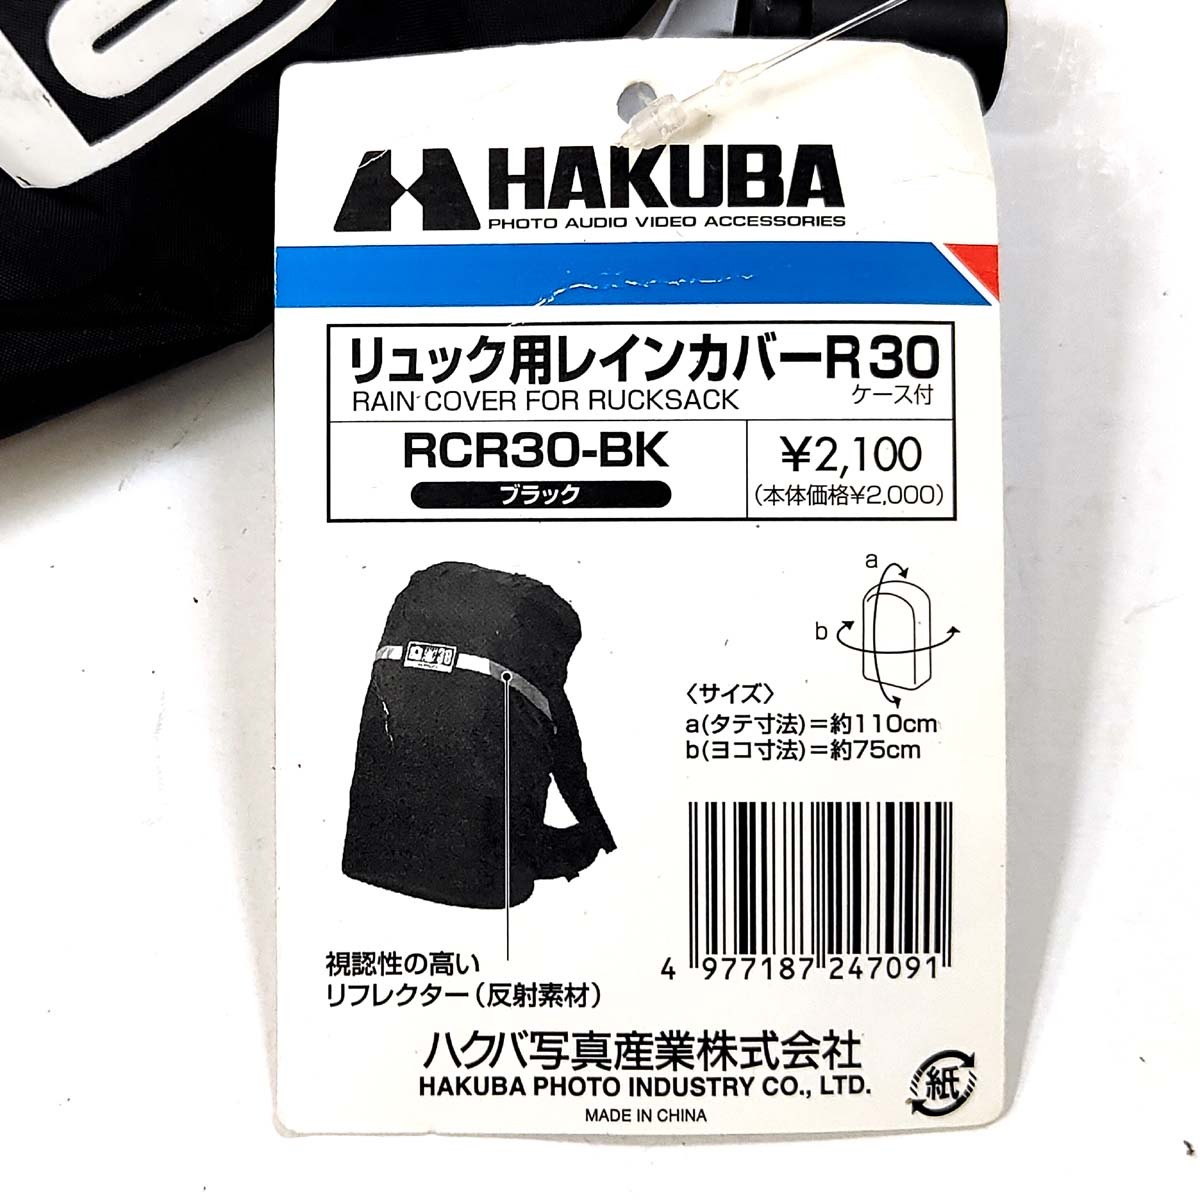 HAKUBA
PHOTO AUDIO VIDEO ACCESSORIES
リュック用レインカバーR30
RAIN COVER FOR RUCKSACK
ケース付
RCR30-BK
ブラック
¥2,100
(本体価格¥2,000)
a
b
〈サイズ〉
a(タテ寸法)=約110cm
b(ヨコ寸法)=約75cm
視認性の高い
リフレクター(反射素材)
4 977187 247091
ハクバ写真産業株式会社
HAKUBA PHOTO INDUSTRY CO., LTD.
MADE IN CHINA
紙